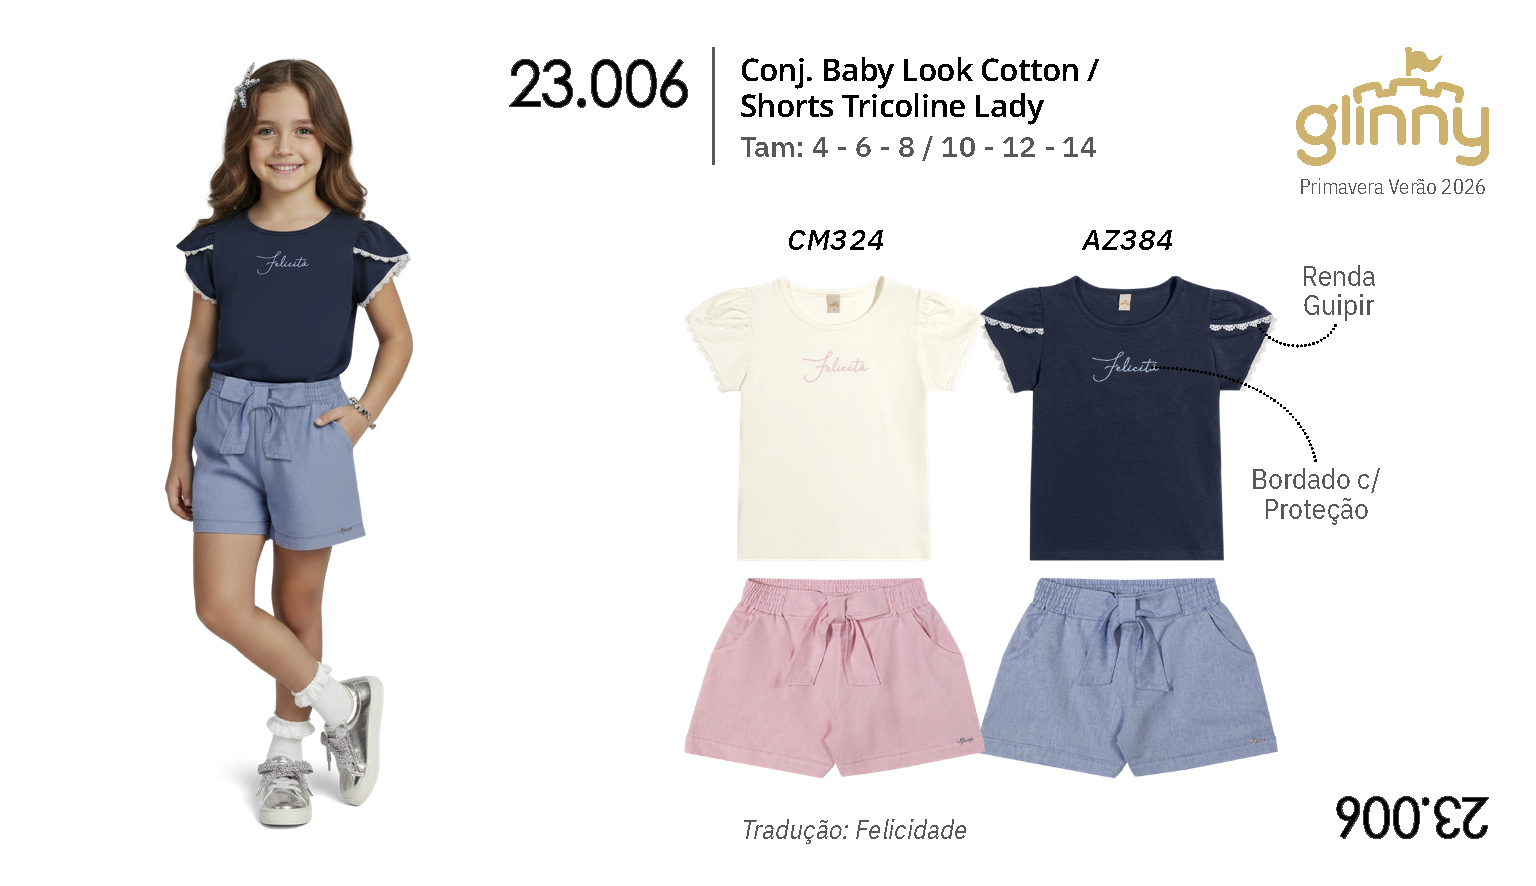 23.006
Conj. Baby Look Cotton /
Shorts Tricoline Lady
Tam: 4 - 6 - 8 / 10 - 12 - 14
glinny
Primavera Verão 2026
CM324
AZ384
Renda
Guipir
Felicità
Felicità
Felicità
Bordado c/
Proteção
Tradução: Felicidade
23.006